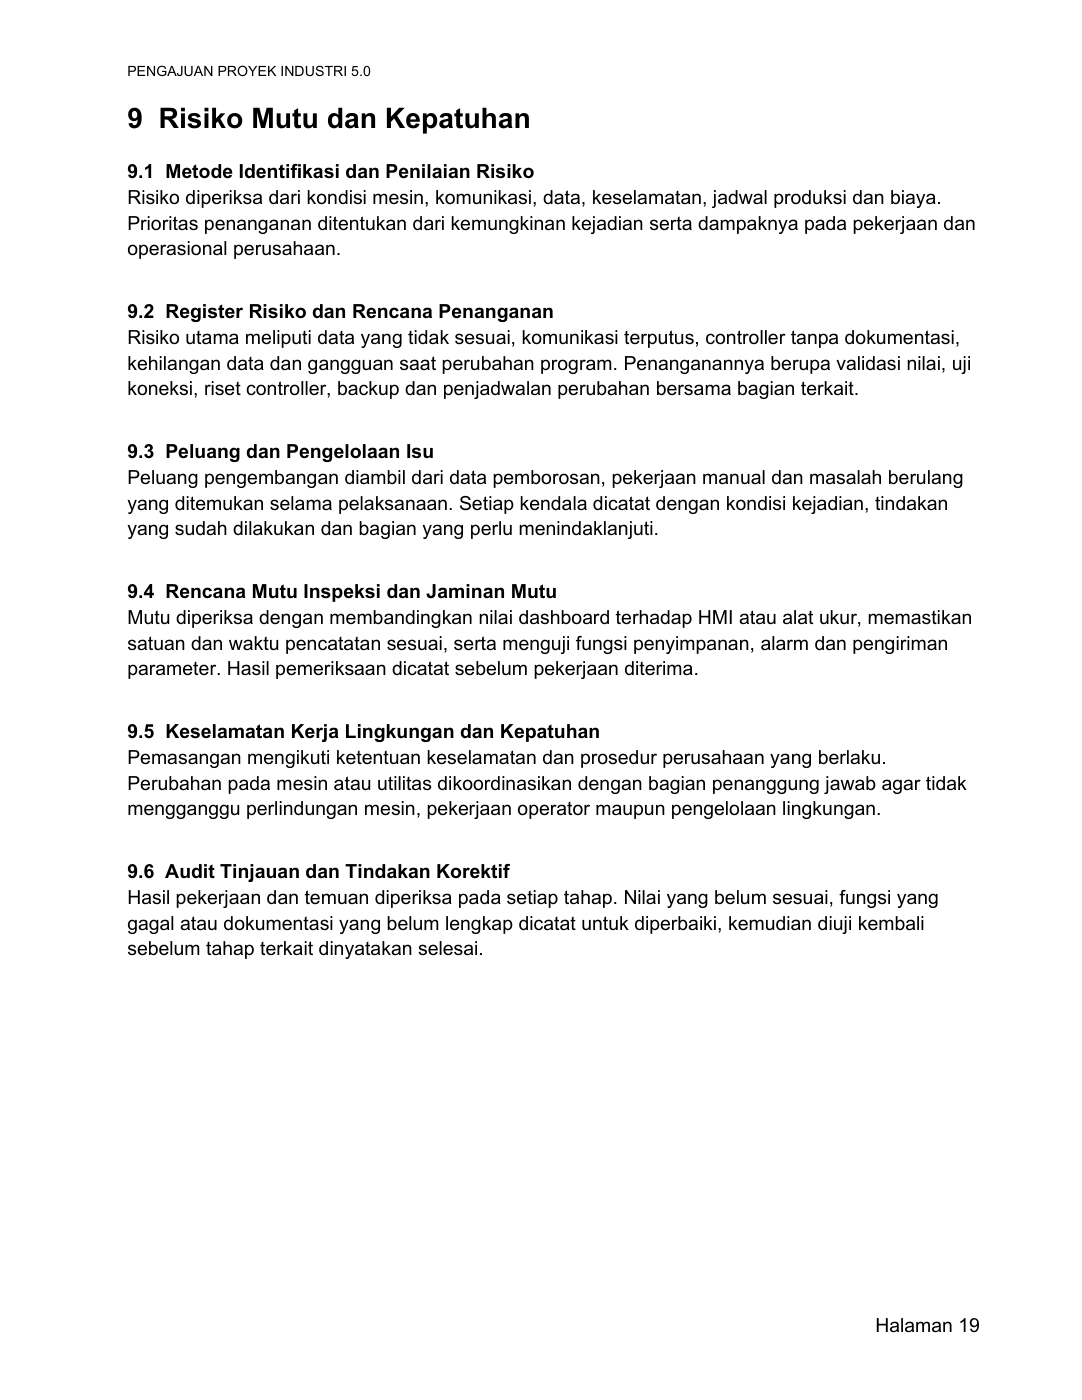 PENGAJUAN PROYEK INDUSTRI 5.0
9 Risiko Mutu dan Kepatuhan
9.1 Metode Identifikasi dan Penilaian Risiko
Risiko diperiksa dari kondisi mesin, komunikasi, data, keselamatan, jadwal produksi dan biaya.
Prioritas penanganan ditentukan dari kemungkinan kejadian serta dampaknya pada pekerjaan dan
operasional perusahaan.
9.2 Register Risiko dan Rencana Penanganan
Risiko utama meliputi data yang tidak sesuai, komunikasi terputus, controller tanpa dokumentasi,
kehilangan data dan gangguan saat perubahan program. Penanganannya berupa validasi nilai, uji
koneksi, riset controller, backup dan penjadwalan perubahan bersama bagian terkait.
9.3 Peluang dan Pengelolaan Isu
Peluang pengembangan diambil dari data pemborosan, pekerjaan manual dan masalah berulang
yang ditemukan selama pelaksanaan. Setiap kendala dicatat dengan kondisi kejadian, tindakan
yang sudah dilakukan dan bagian yang perlu menindaklanjuti.
9.4 Rencana Mutu Inspeksi dan Jaminan Mutu
Mutu diperiksa dengan membandingkan nilai dashboard terhadap HMI atau alat ukur, memastikan
satuan dan waktu pencatatan sesuai, serta menguji fungsi penyimpanan, alarm dan pengiriman
parameter. Hasil pemeriksaan dicatat sebelum pekerjaan diterima.
9.5 Keselamatan Kerja Lingkungan dan Kepatuhan
Pemasangan mengikuti ketentuan keselamatan dan prosedur perusahaan yang berlaku.
Perubahan pada mesin atau utilitas dikoordinasikan dengan bagian penanggung jawab agar tidak
mengganggu perlindungan mesin, pekerjaan operator maupun pengelolaan lingkungan.
9.6 Audit Tinjauan dan Tindakan Korektif
Hasil pekerjaan dan temuan diperiksa pada setiap tahap. Nilai yang belum sesuai, fungsi yang
gagal atau dokumentasi yang belum lengkap dicatat untuk diperbaiki, kemudian diuji kembali
sebelum tahap terkait dinyatakan selesai.
Halaman 19